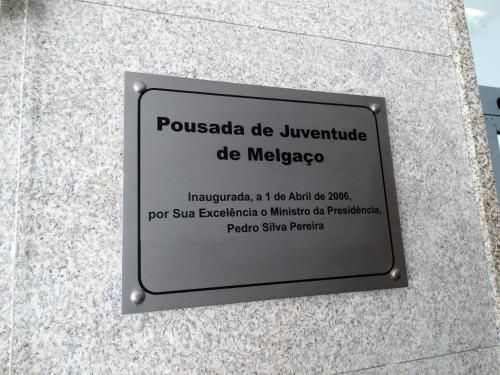 Pousada de Juventude
de Melgaço
Inaugurada, a 1 de Abril de 2006,
por Sua Excelência o Ministro da Presidência,
Pedro Silva Pereira